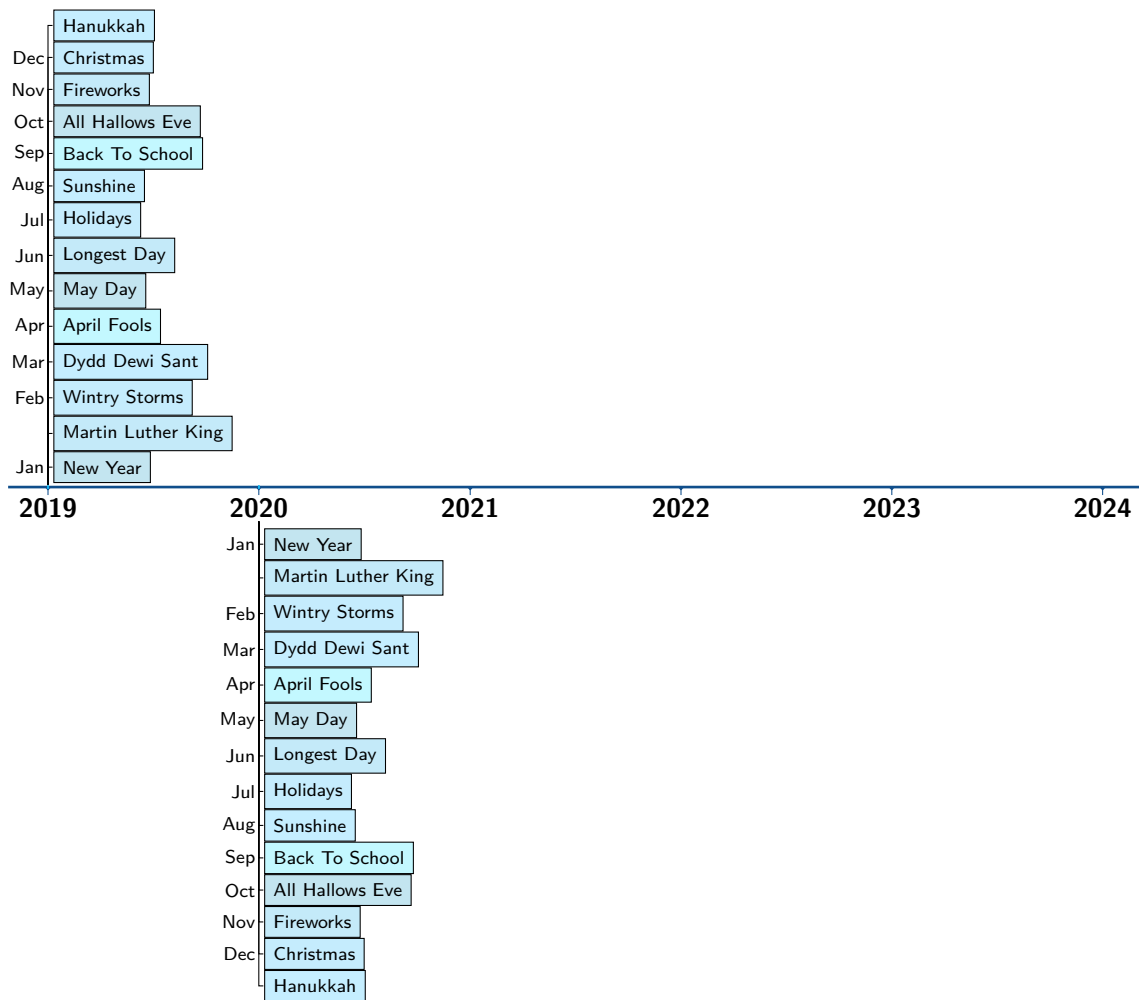 Hanukkah
Dec Christmas
Nov Fireworks
Oct All Hallows Eve
Sep Back To School
Aug Sunshine
Jul Holidays
Jun Longest Day
May May Day
Apr April Fools
Mar Dydd Dewi Sant
Feb Wintry Storms
Martin Luther King
Jan New Year
2019 2020 2021 2022 2023 2024
Jan New Year
Martin Luther King
Feb Wintry Storms
Mar Dydd Dewi Sant
Apr April Fools
May May Day
Jun Longest Day
Jul Holidays
Aug Sunshine
Sep Back To School
Oct All Hallows Eve
Nov Fireworks
Dec Christmas
Hanukkah